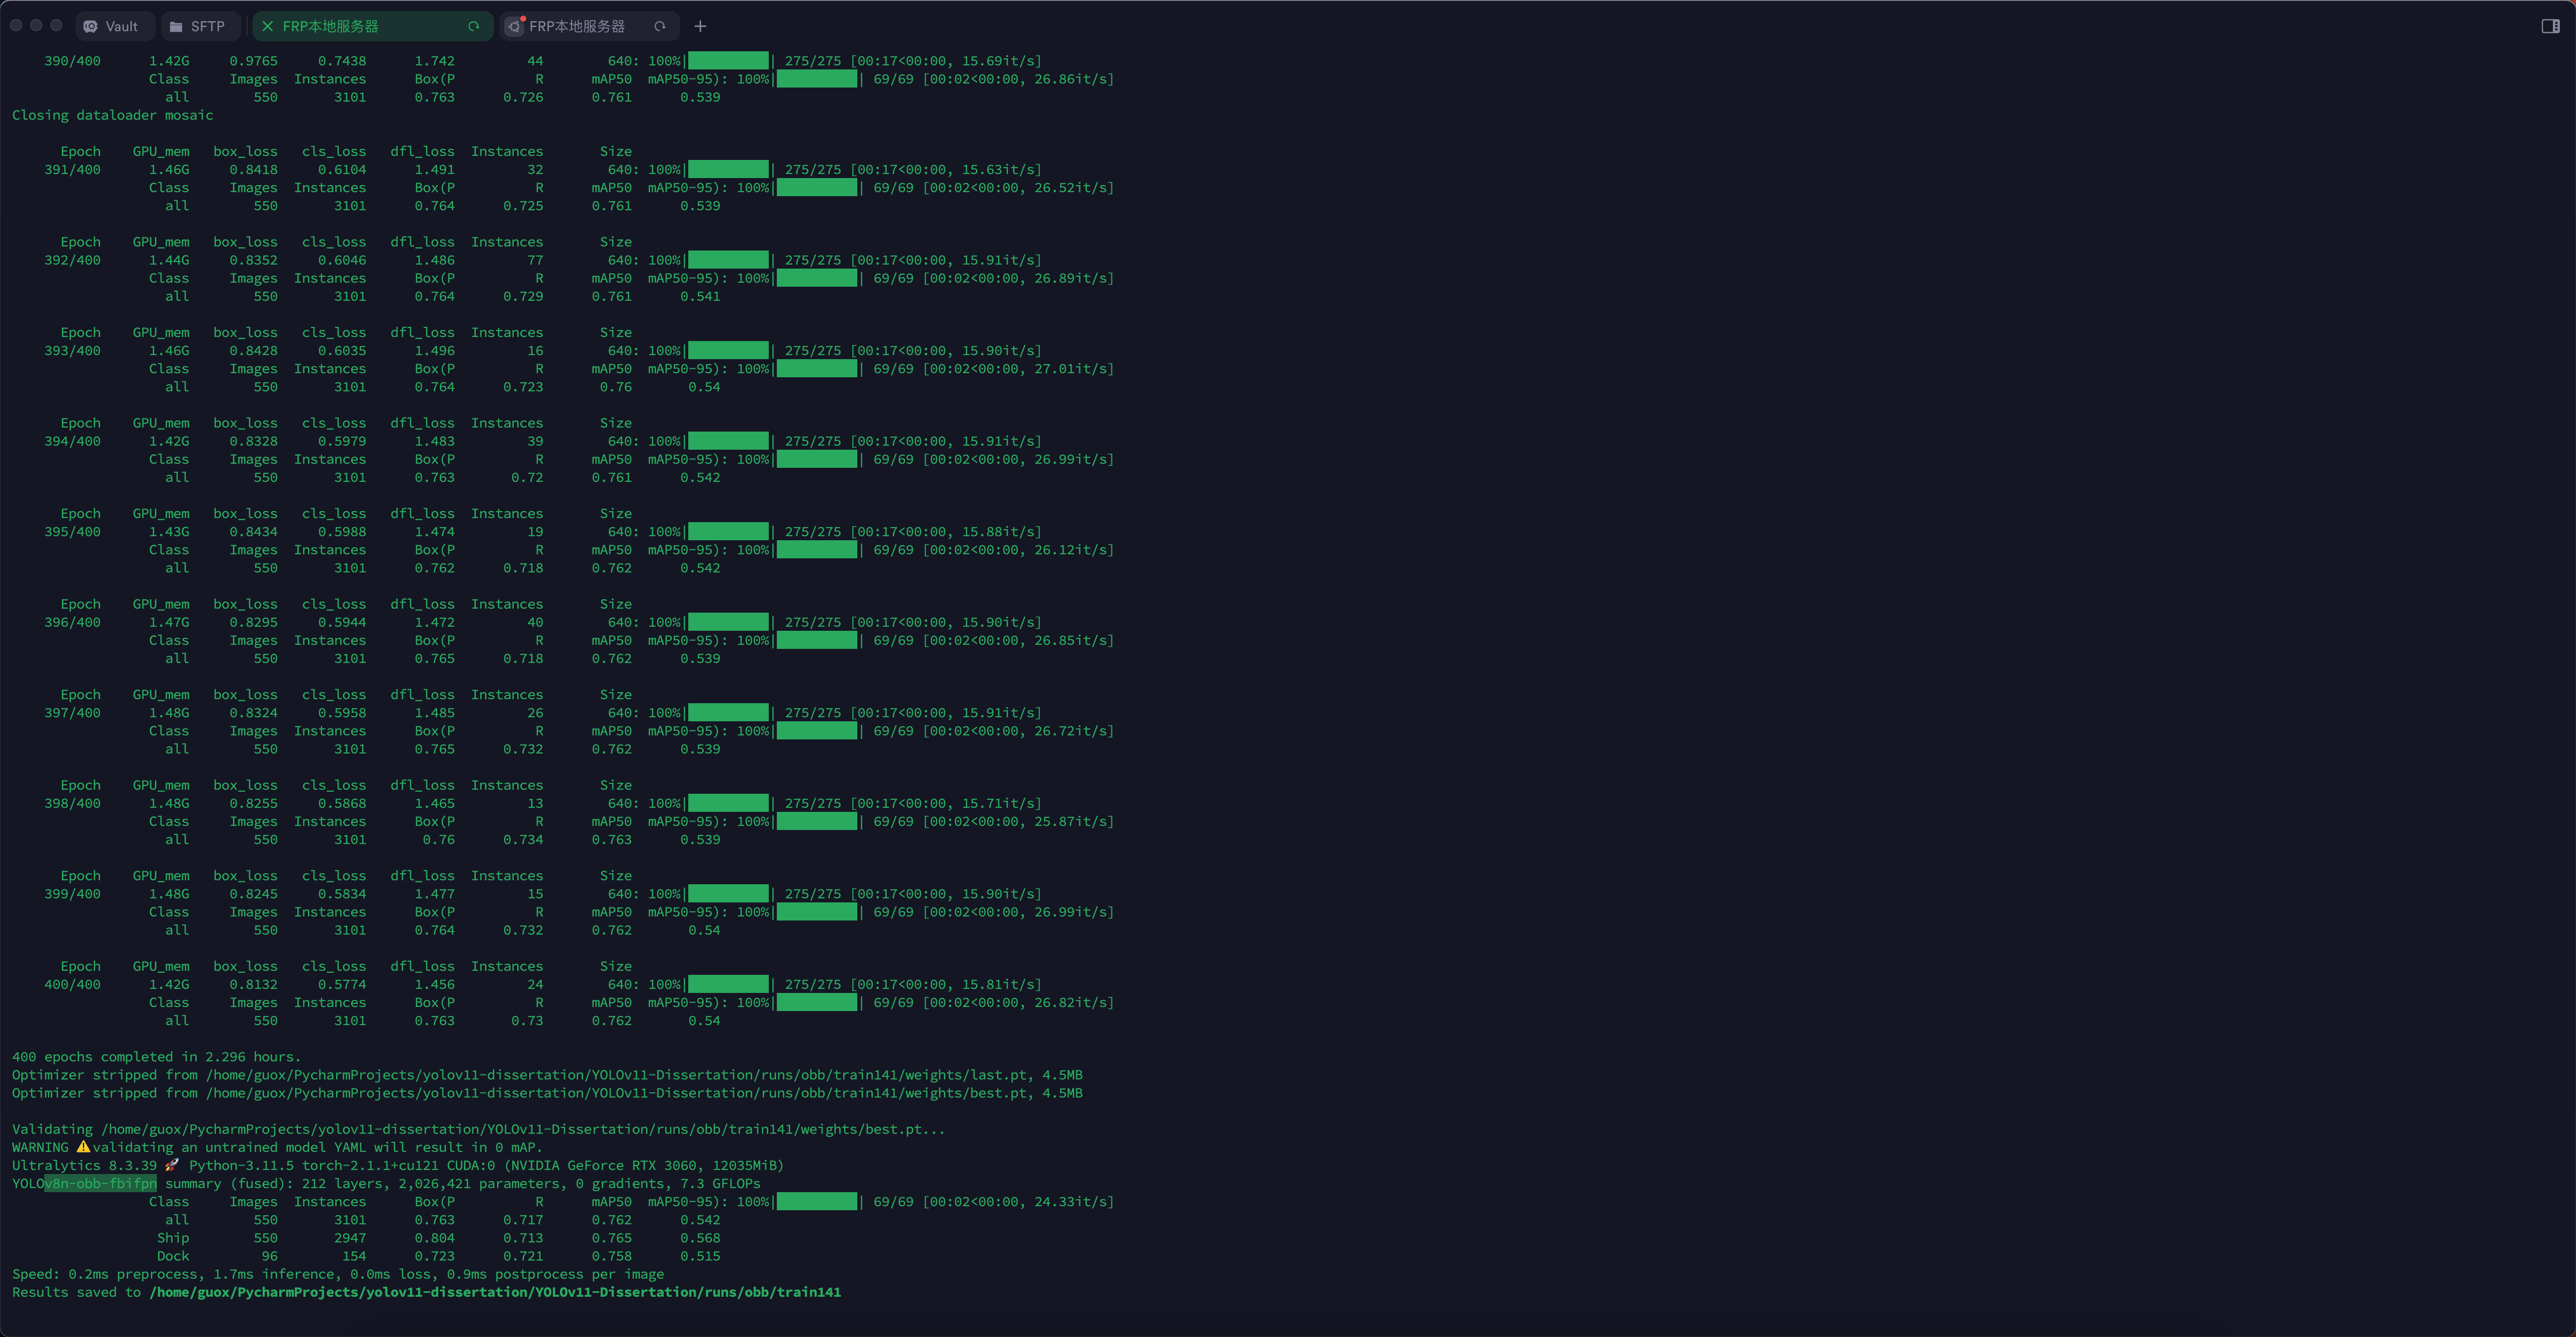 Vault SFTP FRP本地服务器 FRP本地服务器
390/400 1.42G 0.9765 0.7438 1.742 44 640: 100%| | 275/275 [00:17<00:00, 15.69it/s]
Class Images Instances Box(P R mAP50 mAP50-95): 100%| | 69/69 [00:02<00:00, 26.86it/s]
all 550 3101 0.763 0.726 0.761 0.539
Closing dataloader mosaic
Epoch GPU_mem box_loss cls_loss dfl_loss Instances Size
391/400 1.46G 0.8418 0.6104 1.491 32 640: 100%| | 275/275 [00:17<00:00, 15.63it/s]
Class Images Instances Box(P R mAP50 mAP50-95): 100%| | 69/69 [00:02<00:00, 26.52it/s]
all 550 3101 0.764 0.725 0.761 0.539
Epoch GPU_mem box_loss cls_loss dfl_loss Instances Size
392/400 1.44G 0.8352 0.6046 1.486 77 640: 100%| | 275/275 [00:17<00:00, 15.91it/s]
Class Images Instances Box(P R mAP50 mAP50-95): 100%| | 69/69 [00:02<00:00, 26.89it/s]
all 550 3101 0.764 0.729 0.761 0.541
Epoch GPU_mem box_loss cls_loss dfl_loss Instances Size
393/400 1.46G 0.8428 0.6035 1.496 16 640: 100%| | 275/275 [00:17<00:00, 15.90it/s]
Class Images Instances Box(P R mAP50 mAP50-95): 100%| | 69/69 [00:02<00:00, 27.01it/s]
all 550 3101 0.764 0.723 0.76 0.54
Epoch GPU_mem box_loss cls_loss dfl_loss Instances Size
394/400 1.42G 0.8328 0.5979 1.483 39 640: 100%| | 275/275 [00:17<00:00, 15.91it/s]
Class Images Instances Box(P R mAP50 mAP50-95): 100%| | 69/69 [00:02<00:00, 26.99it/s]
all 550 3101 0.763 0.72 0.761 0.542
Epoch GPU_mem box_loss cls_loss dfl_loss Instances Size
395/400 1.43G 0.8434 0.5988 1.474 19 640: 100%| | 275/275 [00:17<00:00, 15.88it/s]
Class Images Instances Box(P R mAP50 mAP50-95): 100%| | 69/69 [00:02<00:00, 26.12it/s]
all 550 3101 0.762 0.718 0.762 0.542
Epoch GPU_mem box_loss cls_loss dfl_loss Instances Size
396/400 1.47G 0.8295 0.5944 1.472 40 640: 100%| | 275/275 [00:17<00:00, 15.90it/s]
Class Images Instances Box(P R mAP50 mAP50-95): 100%| | 69/69 [00:02<00:00, 26.85it/s]
all 550 3101 0.765 0.718 0.762 0.539
Epoch GPU_mem box_loss cls_loss dfl_loss Instances Size
397/400 1.48G 0.8324 0.5958 1.485 26 640: 100%| | 275/275 [00:17<00:00, 15.91it/s]
Class Images Instances Box(P R mAP50 mAP50-95): 100%| | 69/69 [00:02<00:00, 26.72it/s]
all 550 3101 0.765 0.732 0.762 0.539
Epoch GPU_mem box_loss cls_loss dfl_loss Instances Size
398/400 1.48G 0.8255 0.5868 1.465 13 640: 100%| | 275/275 [00:17<00:00, 15.71it/s]
Class Images Instances Box(P R mAP50 mAP50-95): 100%| | 69/69 [00:02<00:00, 25.87it/s]
all 550 3101 0.76 0.734 0.763 0.539
Epoch GPU_mem box_loss cls_loss dfl_loss Instances Size
399/400 1.48G 0.8245 0.5834 1.477 15 640: 100%| | 275/275 [00:17<00:00, 15.90it/s]
Class Images Instances Box(P R mAP50 mAP50-95): 100%| | 69/69 [00:02<00:00, 26.99it/s]
all 550 3101 0.764 0.732 0.762 0.54
Epoch GPU_mem box_loss cls_loss dfl_loss Instances Size
400/400 1.42G 0.8132 0.5774 1.456 24 640: 100%| | 275/275 [00:17<00:00, 15.81it/s]
Class Images Instances Box(P R mAP50 mAP50-95): 100%| | 69/69 [00:02<00:00, 26.82it/s]
all 550 3101 0.763 0.73 0.762 0.54
400 epochs completed in 2.296 hours.
Optimizer stripped from /home/guox/PycharmProjects/yolov11-dissertation/YOLOv11-Dissertation/runs/obb/train141/weights/last.pt, 4.5MB
Optimizer stripped from /home/guox/PycharmProjects/yolov11-dissertation/YOLOv11-Dissertation/runs/obb/train141/weights/best.pt, 4.5MB
Validating /home/guox/PycharmProjects/yolov11-dissertation/YOLOv11-Dissertation/runs/obb/train141/weights/best.pt...
WARNING ⚠️validating an untrained model YAML will result in 0 mAP.
Ultralytics 8.3.39 🚀 Python-3.11.5 torch-2.1.1+cu121 CUDA:0 (NVIDIA GeForce RTX 3060, 12035MiB)
YOLOv8n-obb-fbifpn summary (fused): 212 layers, 2,026,421 parameters, 0 gradients, 7.3 GFLOPs
Class Images Instances Box(P R mAP50 mAP50-95): 100%| | 69/69 [00:02<00:00, 24.33it/s]
all 550 3101 0.763 0.717 0.762 0.542
Ship 550 2947 0.804 0.713 0.765 0.568
Dock 96 154 0.723 0.721 0.758 0.515
Speed: 0.2ms preprocess, 1.7ms inference, 0.0ms loss, 0.9ms postprocess per image
Results saved to /home/guox/PycharmProjects/yolov11-dissertation/YOLOv11-Dissertation/runs/obb/train141